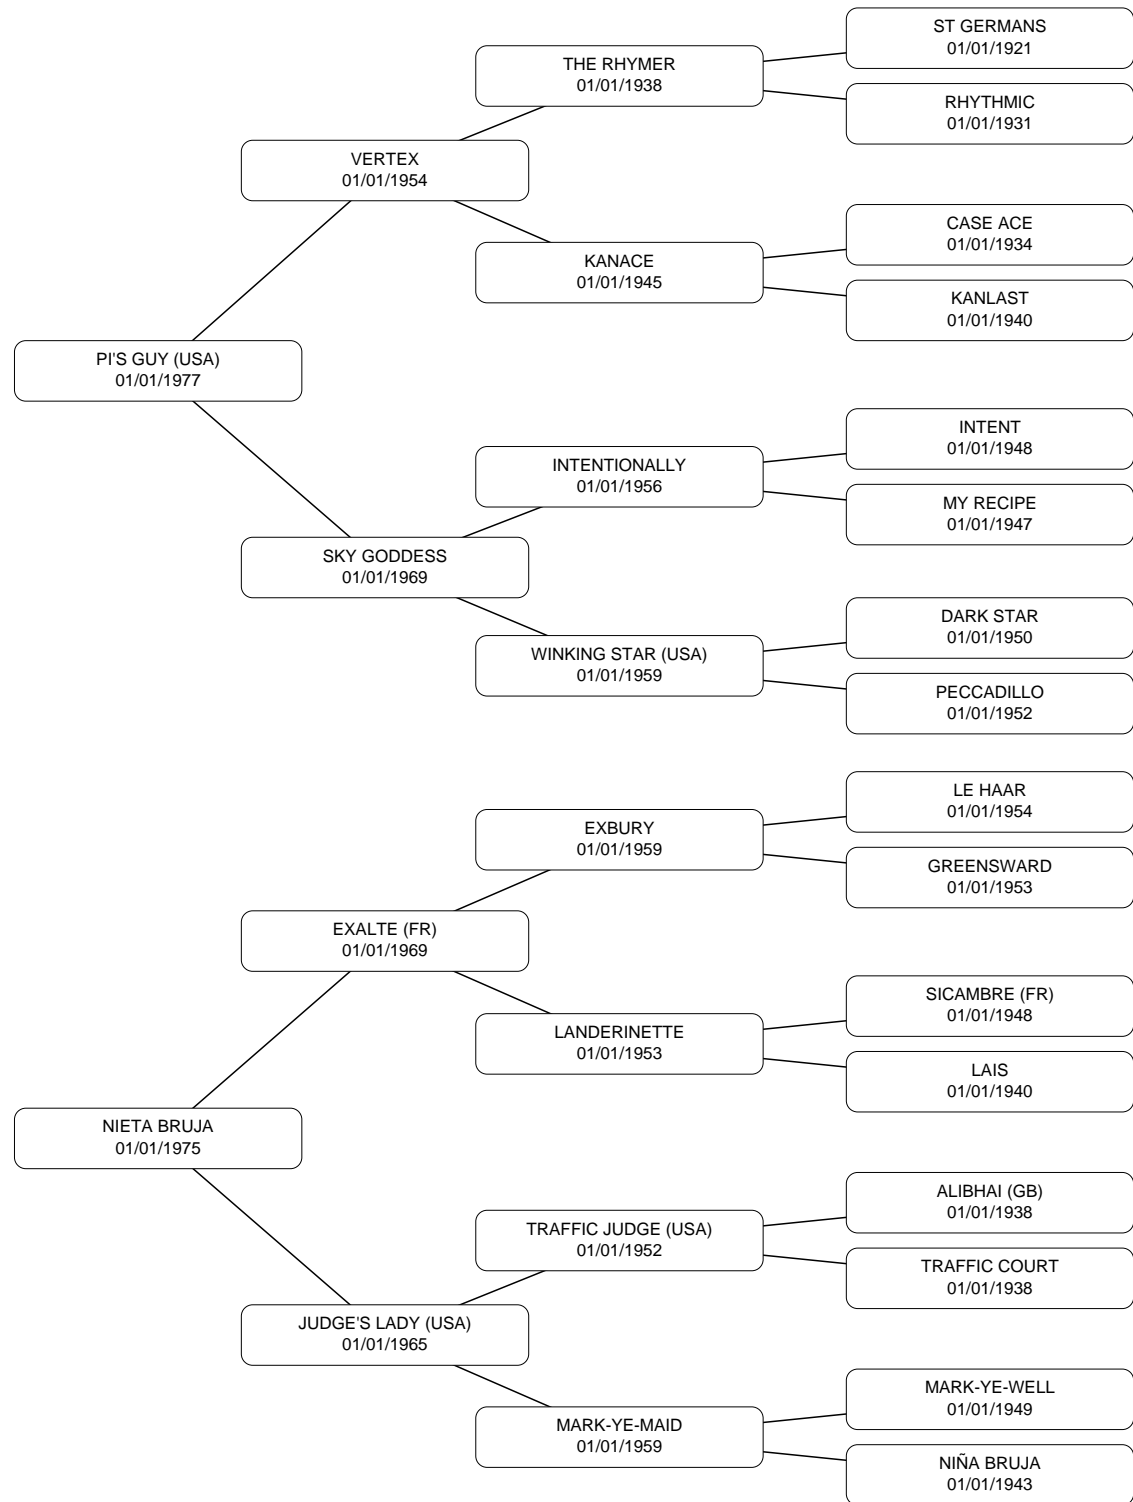 ST GERMANS
01/01/1921
THE RHYMER
01/01/1938
RHYTHMIC
01/01/1931
VERTEX
01/01/1954
CASE ACE
01/01/1934
KANACE
01/01/1945
KANLAST
01/01/1940
PI'S GUY (USA)
01/01/1977
INTENT
01/01/1948
INTENTIONALLY
01/01/1956
MY RECIPE
01/01/1947
SKY GODDESS
01/01/1969
DARK STAR
01/01/1950
WINKING STAR (USA)
01/01/1959
PECCADILLO
01/01/1952
LE HAAR
01/01/1954
EXBURY
01/01/1959
GREENSWARD
01/01/1953
EXALTE (FR)
01/01/1969
SICAMBRE (FR)
01/01/1948
LANDERINETTE
01/01/1953
LAIS
01/01/1940
NIETA BRUJA
01/01/1975
ALIBHAI (GB)
01/01/1938
TRAFFIC JUDGE (USA)
01/01/1952
TRAFFIC COURT
01/01/1938
JUDGE'S LADY (USA)
01/01/1965
MARK-YE-WELL
01/01/1949
MARK-YE-MAID
01/01/1959
NIÑA BRUJA
01/01/1943